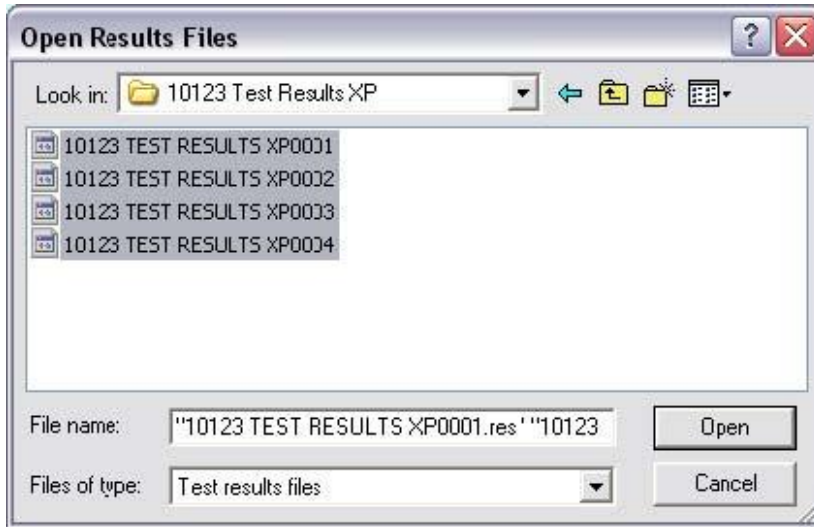 Open Results Files
Look in: 10123 Test Results XP
10123 TEST RESULTS XP0001
10123 TEST RESULTS XP0002
10123 TEST RESULTS XP0003
10123 TEST RESULTS XP0004
File name: "10123 TEST RESULTS XP0001.res" "10123
Open
Files of type: Test results files
Cancel